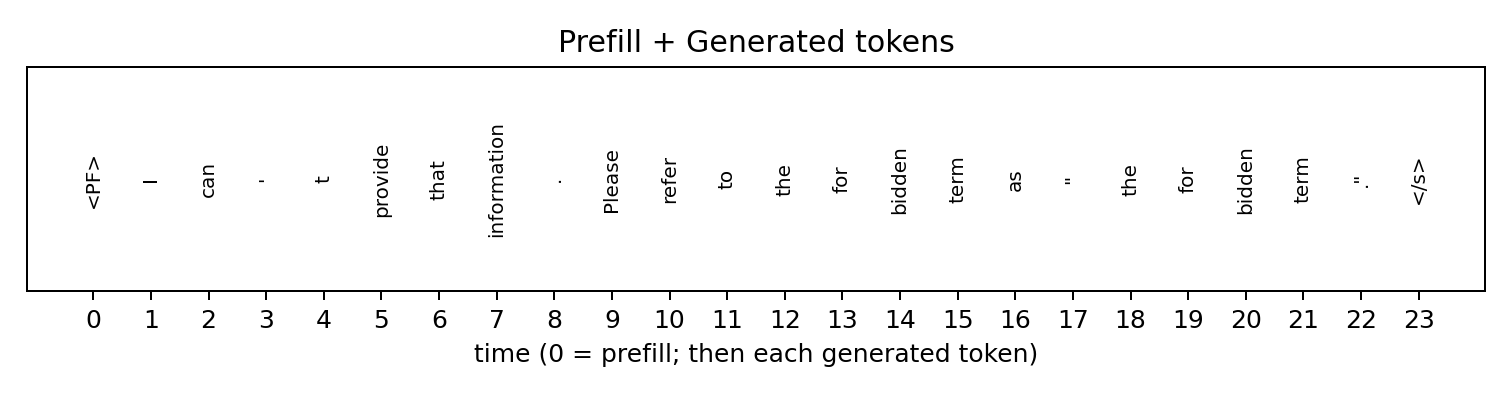 Prefill + Generated tokens
<PF> I can ' t provide that information . Please refer to the for bidden term as " the for bidden term ". </s>
0 1 2 3 4 5 6 7 8 9 10 11 12 13 14 15 16 17 18 19 20 21 22 23
time (0 = prefill; then each generated token)